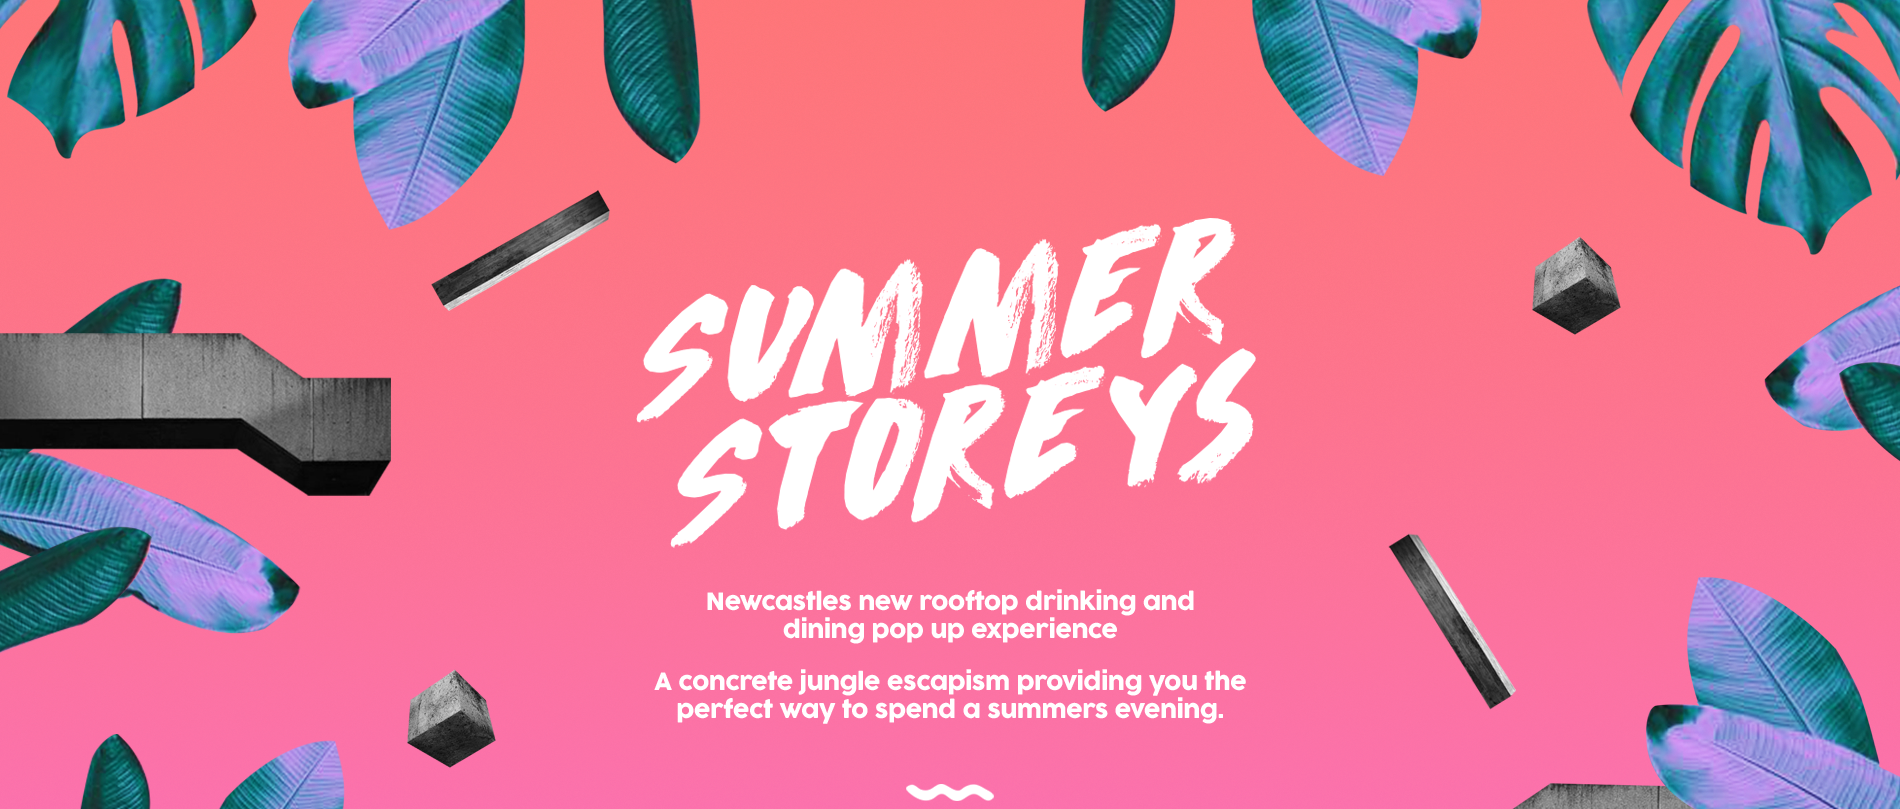 SUMMER
STOREYS
Newcastles new rooftop drinking and
dining pop up experience
A concrete jungle escapism providing you the
perfect way to spend a summers evening.